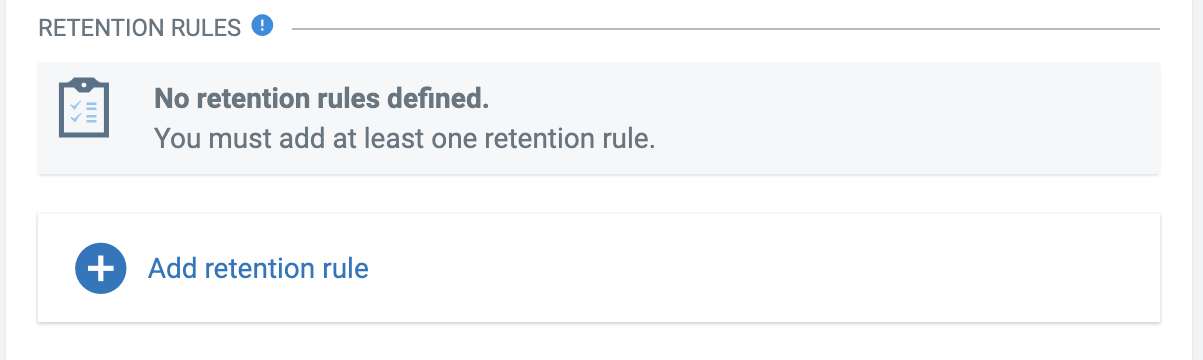 RETENTION RULES
No retention rules defined.
You must add at least one retention rule.
Add retention rule